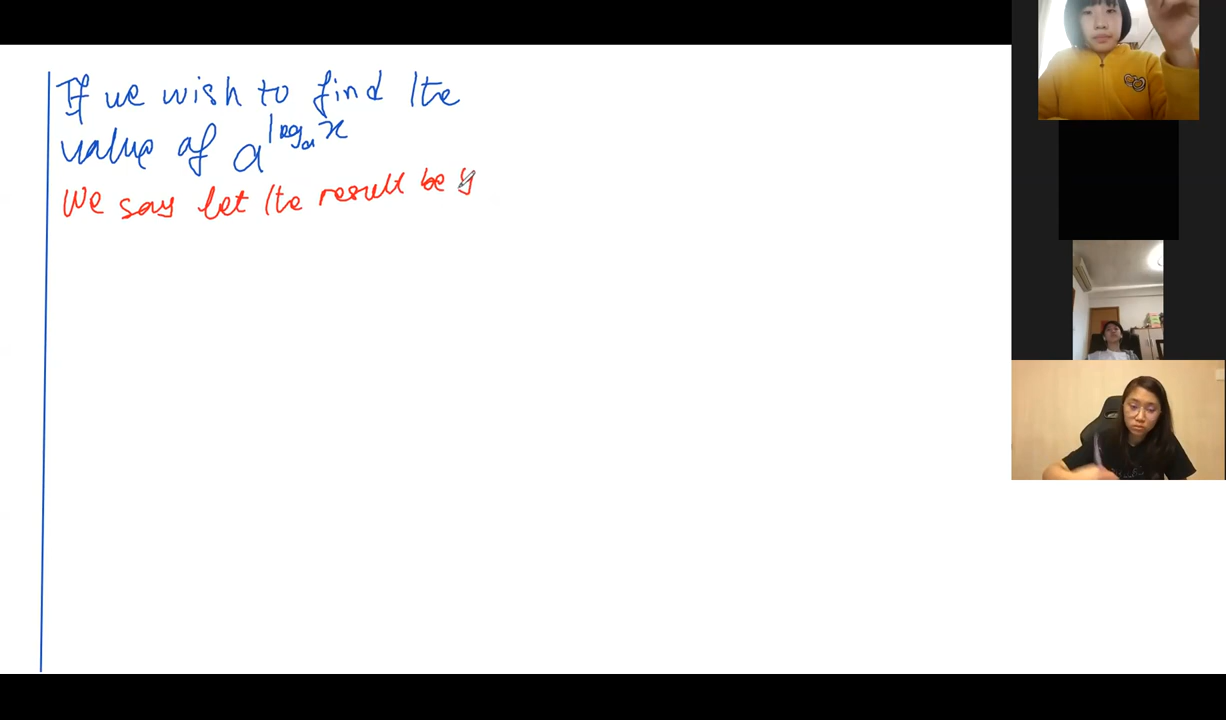 If we wish to find the
value of a^log_a x
We say let the result be y